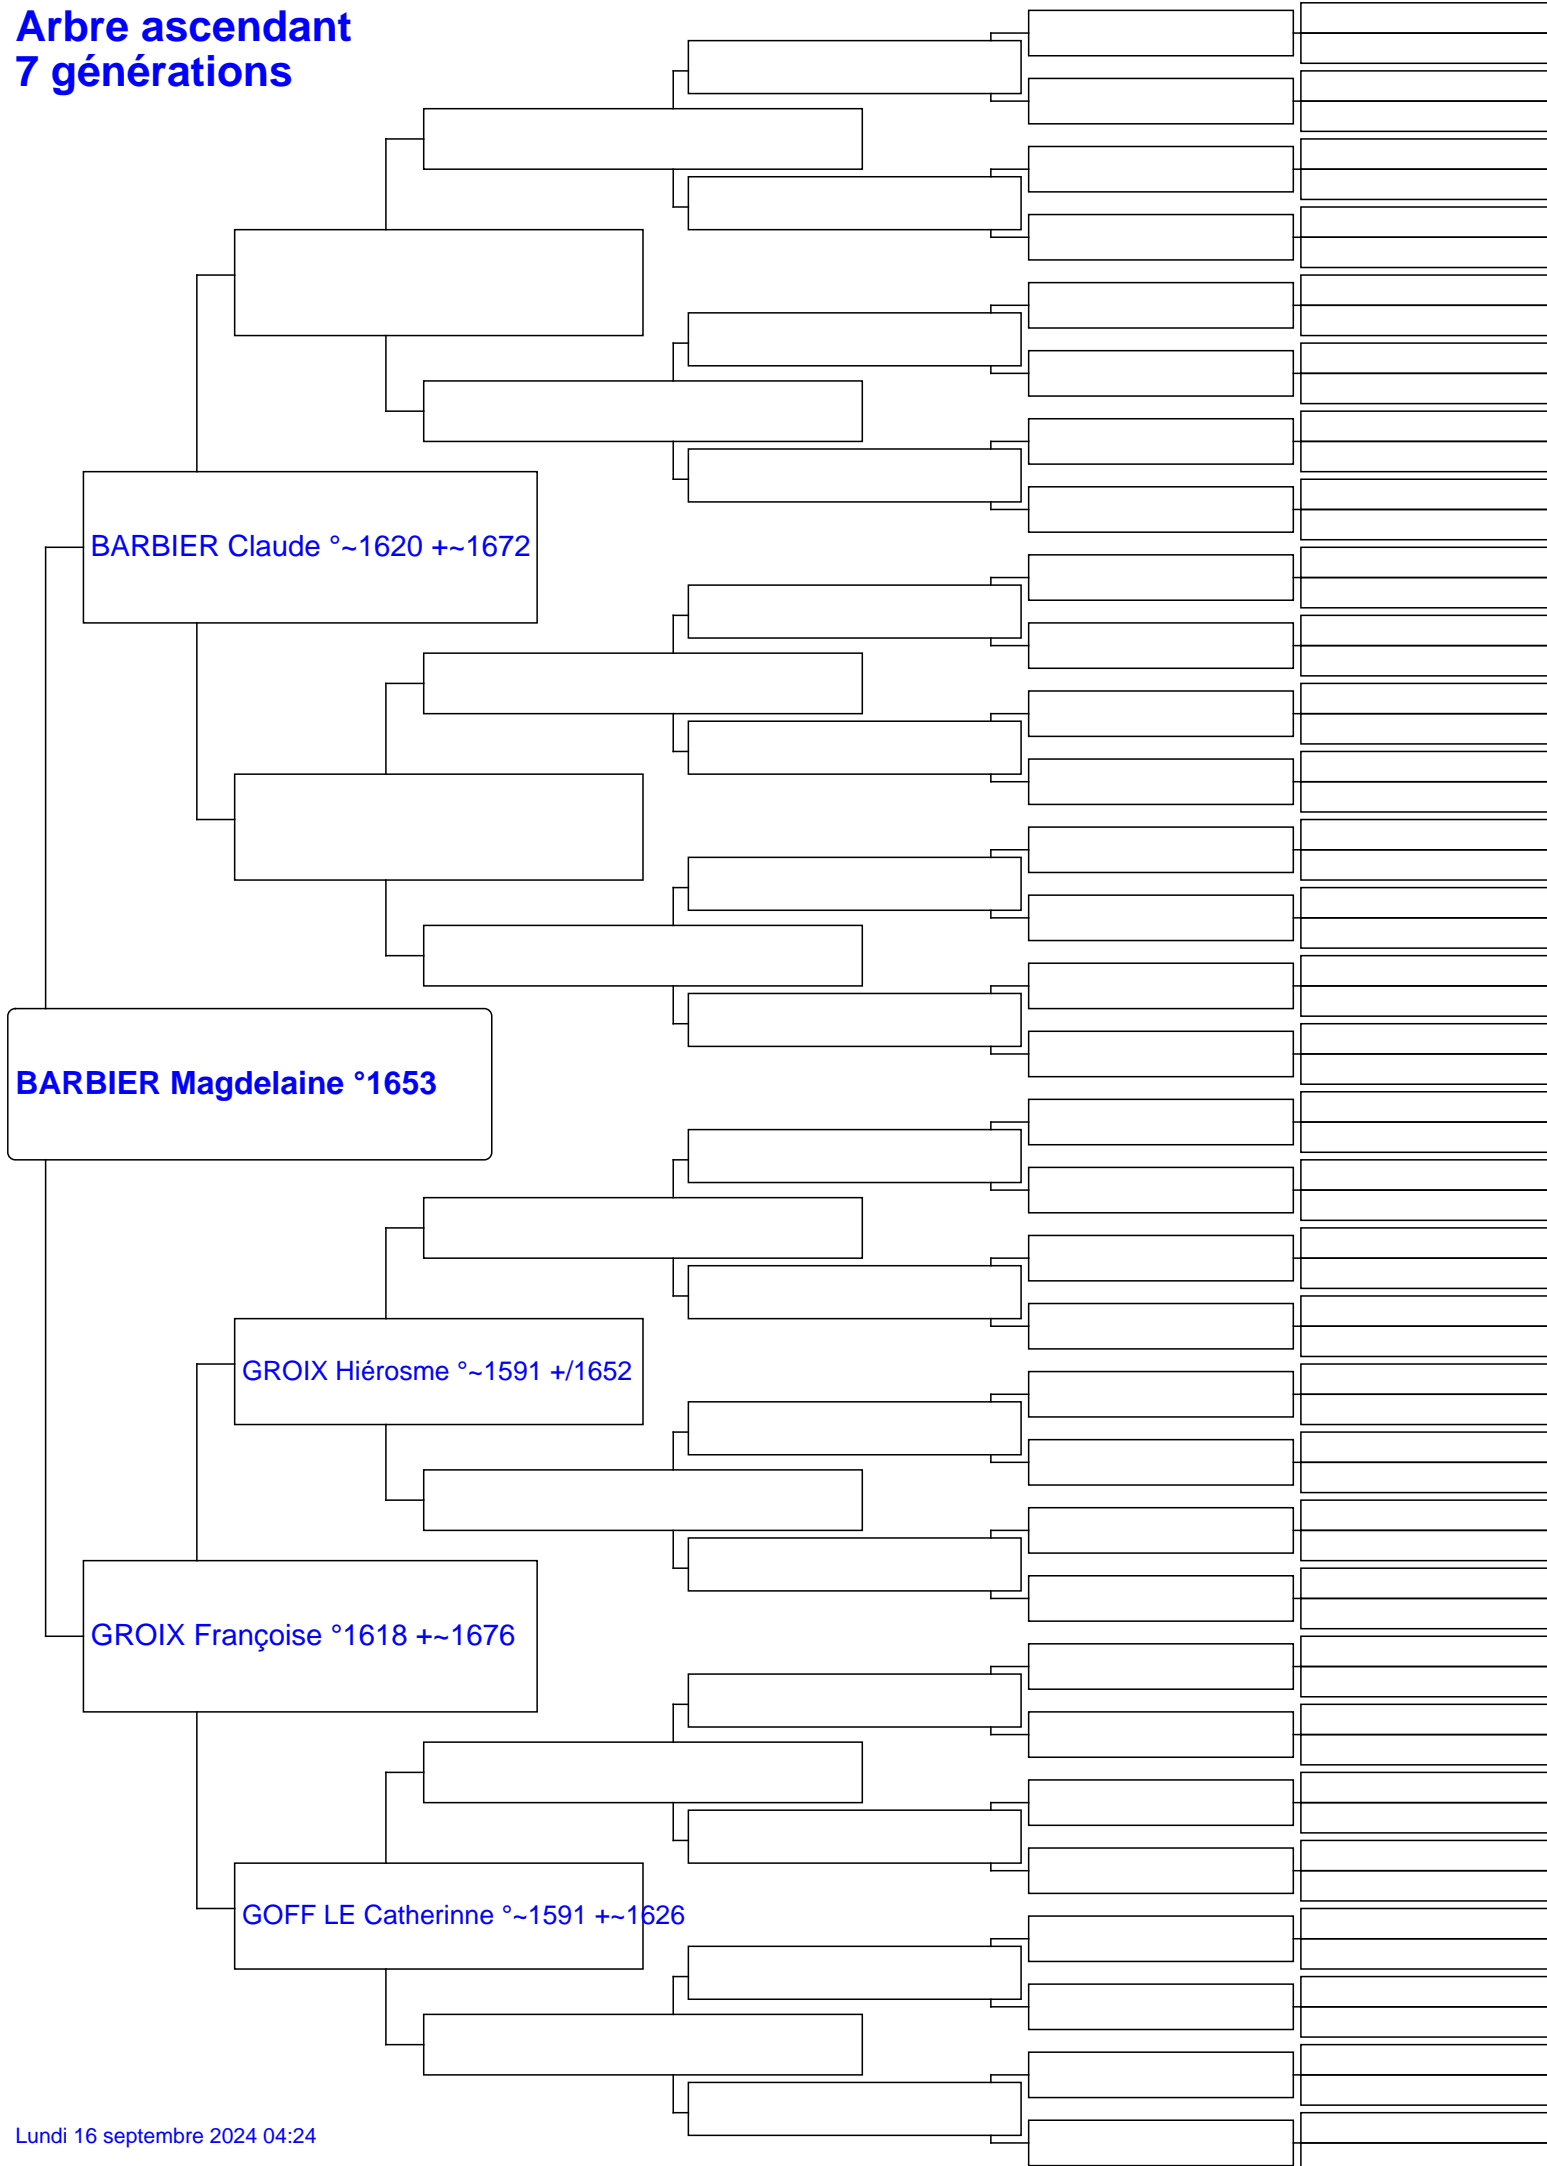 Arbre ascendant
7 générations
BARBIER Claude °~1620 +~1672
BARBIER Magdelaine °1653
GROIX Hiérosme °~1591 +/1652
GROIX Françoise °1618 +~1676
GOFF LE Catherinne °~1591 +~1626
Lundi 16 septembre 2024 04:24